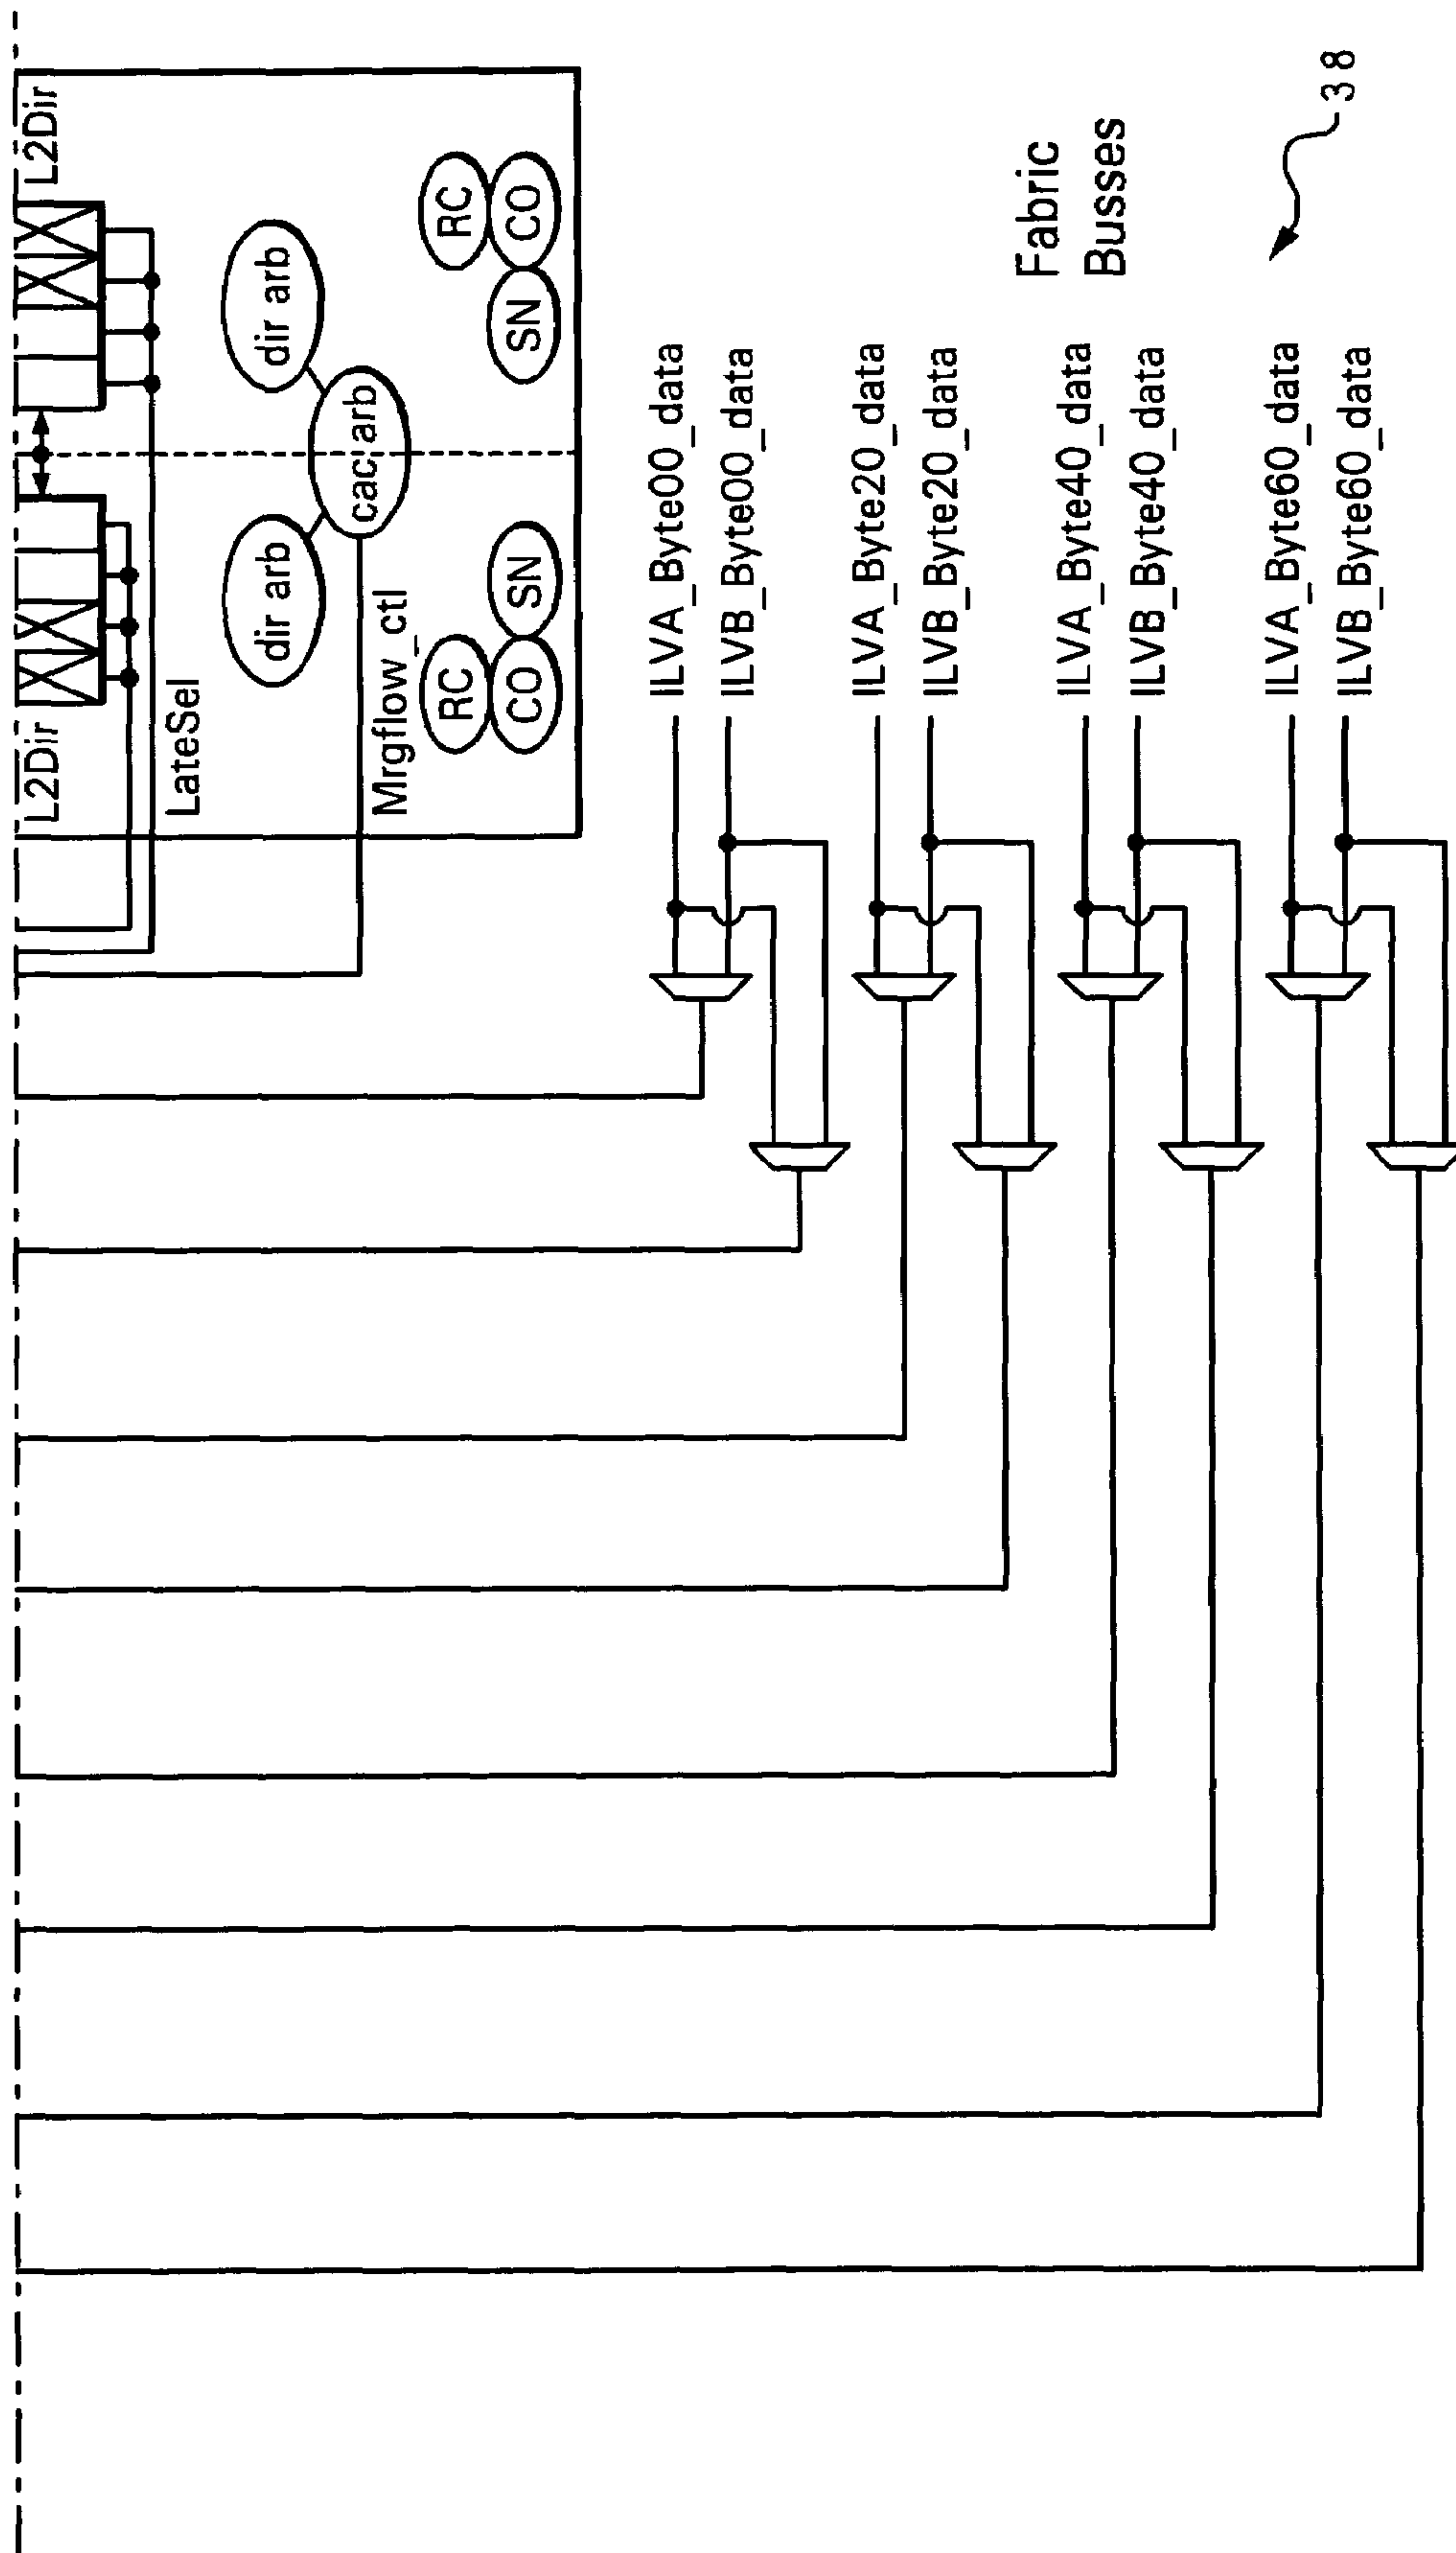 L2Dir
L2Dir
LateSel
dir arb
dir arb
cac arb
Mrgflow_ctl
RC
CO
SN
SN
RC
CO
ILVA_Byte00_data
ILVB_Byte00_data
ILVA_Byte20_data
ILVB_Byte20_data
Fabric
Busses
ILVA_Byte40_data
ILVB_Byte40_data
ILVA_Byte60_data
ILVB_Byte60_data
38